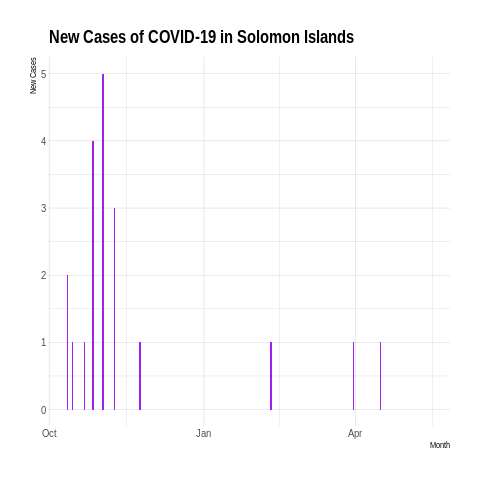 New Cases of COVID-19 in Solomon Islands
New Cases
5
4
3
2
1
0
Oct
Jan
Apr
Month